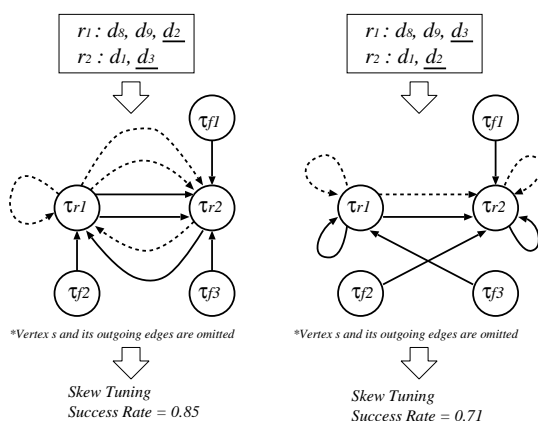 r1 : d8, d9, d2
r2 : d1, d3
τf1
τr1
τr2
τf2
τf3
*Vertex s and its outgoing edges are omitted
Skew Tuning
Success Rate = 0.85
r1 : d8, d9, d3
r2 : d1, d2
τf1
τr1
τr2
τf2
τf3
*Vertex s and its outgoing edges are omitted
Skew Tuning
Success Rate = 0.71